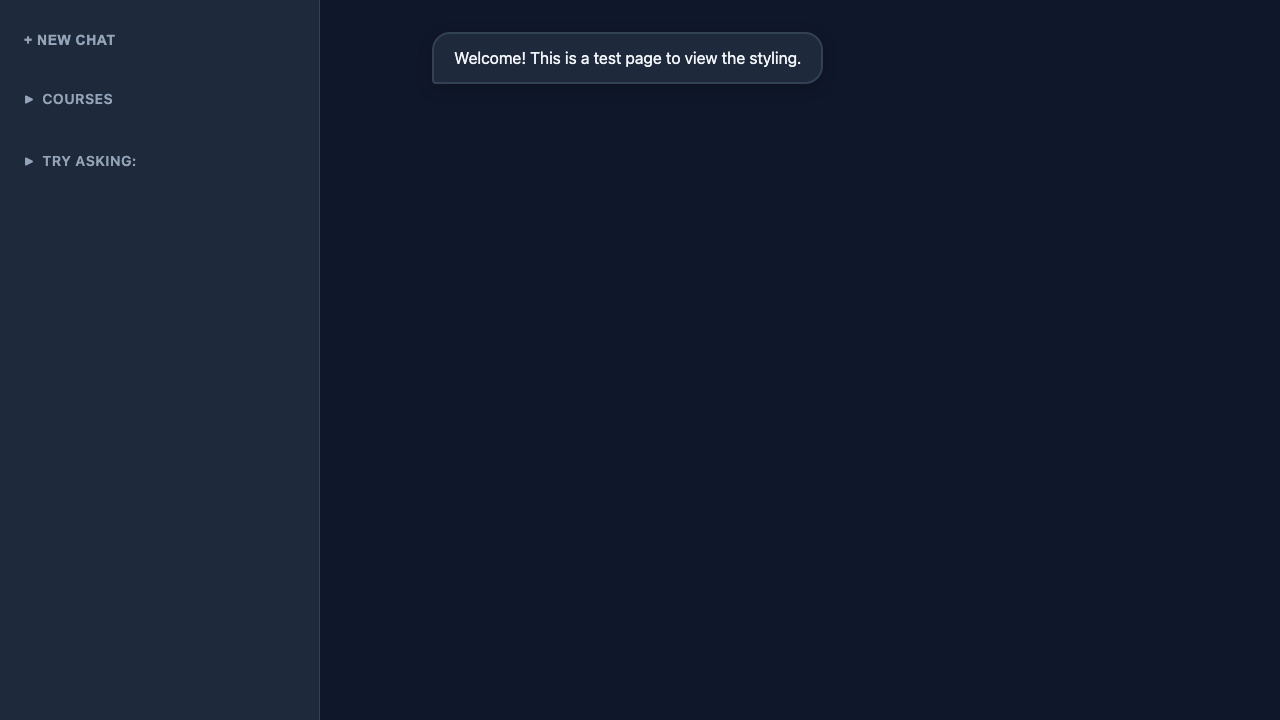 + NEW CHAT
▶ COURSES
▶ TRY ASKING:
Welcome! This is a test page to view the styling.